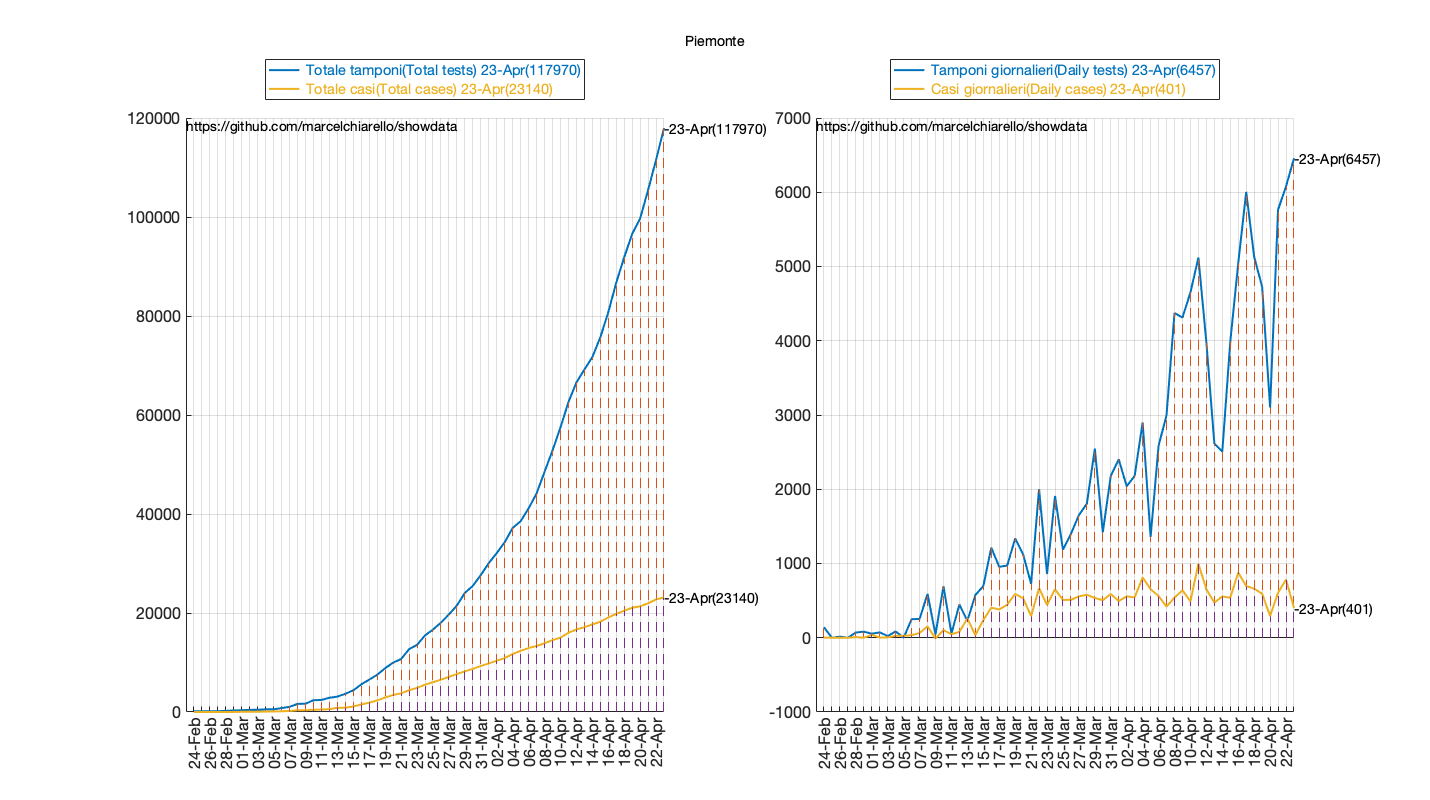 Piemonte
Totale tamponi(Total tests) 23-Apr(117970)
Totale casi(Total cases) 23-Apr(23140)
120000
100000
80000
60000
40000
20000
0
https://github.com/marcelchiarello/showdata
-23-Apr(117970)
-23-Apr(23140)
24-Feb
26-Feb
28-Feb
01-Mar
03-Mar
05-Mar
07-Mar
09-Mar
11-Mar
13-Mar
15-Mar
17-Mar
19-Mar
21-Mar
23-Mar
25-Mar
27-Mar
29-Mar
31-Mar
02-Apr
04-Apr
06-Apr
08-Apr
10-Apr
12-Apr
14-Apr
16-Apr
18-Apr
20-Apr
22-Apr
Tamponi giornalieri(Daily tests) 23-Apr(6457)
Casi giornalieri(Daily cases) 23-Apr(401)
7000
6000
5000
4000
3000
2000
1000
0
-1000
https://github.com/marcelchiarello/showdata
-23-Apr(6457)
-23-Apr(401)
24-Feb
26-Feb
28-Feb
01-Mar
03-Mar
05-Mar
07-Mar
09-Mar
11-Mar
13-Mar
15-Mar
17-Mar
19-Mar
21-Mar
23-Mar
25-Mar
27-Mar
29-Mar
31-Mar
02-Apr
04-Apr
06-Apr
08-Apr
10-Apr
12-Apr
14-Apr
16-Apr
18-Apr
20-Apr
22-Apr